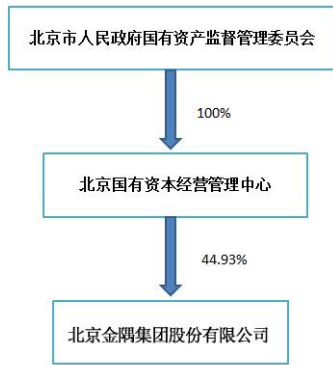 北京市人民政府国有资产监督管理委员会
100%
北京国有资本经营管理中心
44.93%
北京金隅集团股份有限公司